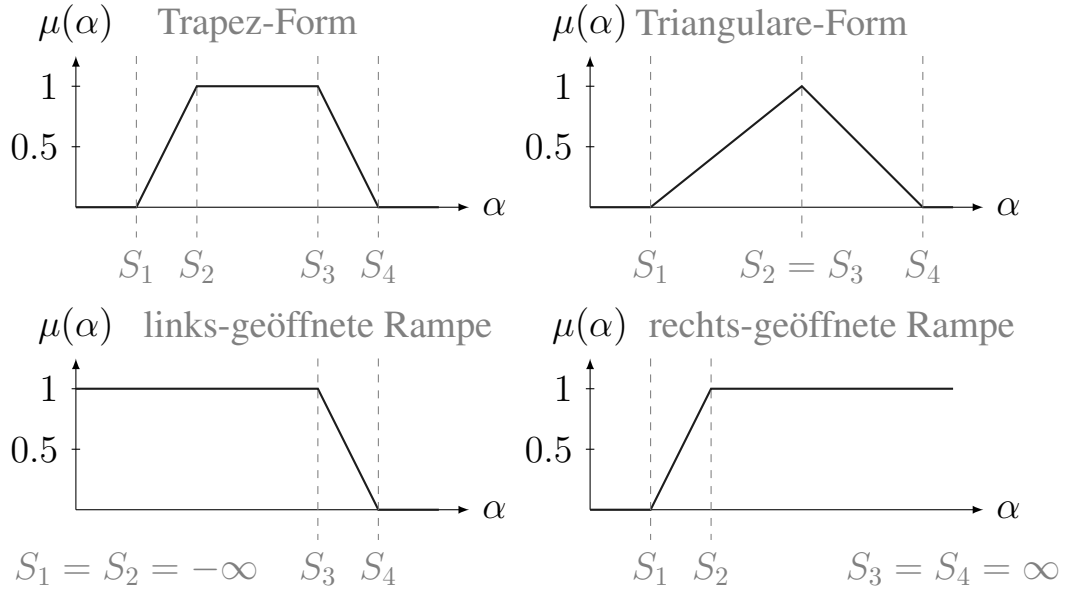 μ(α) Trapez-Form
1
0.5
α
S₁ S₂ S₃ S₄
μ(α) Triangulare-Form
1
0.5
α
S₁ S₂ = S₃ S₄
μ(α) links-geöffnete Rampe
1
0.5
α
S₁ = S₂ = −∞ S₃ S₄
μ(α) rechts-geöffnete Rampe
1
0.5
α
S₁ S₂ S₃ = S₄ = ∞